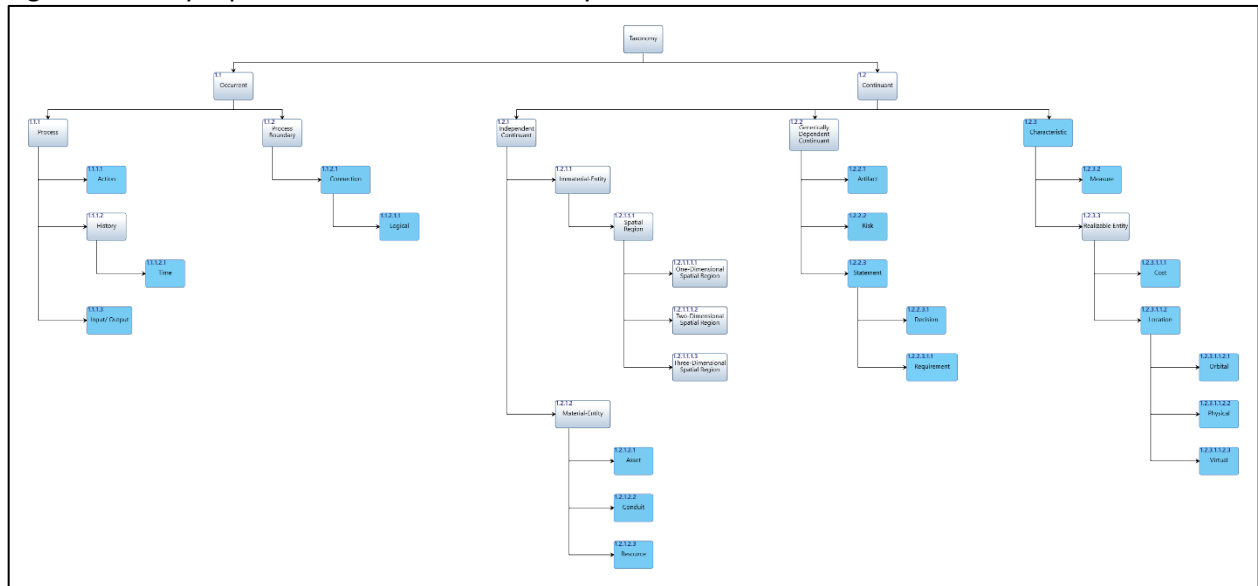 Taxonomy
1.1
Occurrent
1.2
Continuant
1.1.1
Process
1.1.2
Process
Boundary
1.2.1
Independent
Continuant
1.2.2
Generically
Dependent
Continuant
1.2.3
Characteristic
1.1.1.1
Action
1.1.2.1
Connection
1.2.1.1
Immaterial-Entity
1.2.2.1
Artifact
1.2.3.2
Measure
1.1.1.2
History
1.1.2.1.1
Logical
1.2.1.1.1
Spatial
Region
1.2.2.2
Risk
1.2.3.3
Realizable Entity
1.1.1.2.1
Time
1.2.1.1.1.1
One-Dimensional
Spatial Region
1.2.2.3
Statement
1.2.3.1.1.1
Cost
1.1.1.3
Input/ Output
1.2.1.1.1.2
Two-Dimensional
Spatial Region
1.2.2.3.1
Decision
1.2.3.1.1.2
Location
1.2.1.1.1.3
Three-Dimensional
Spatial Region
1.2.2.3.1.1
Requirement
1.2.3.1.1.2.1
Orbital
1.2.1.2
Material-Entity
1.2.3.1.1.2.2
Physical
1.2.1.2.1
Asset
1.2.3.1.1.2.3
Virtual
1.2.1.2.2
Conduit
1.2.1.2.3
Resource